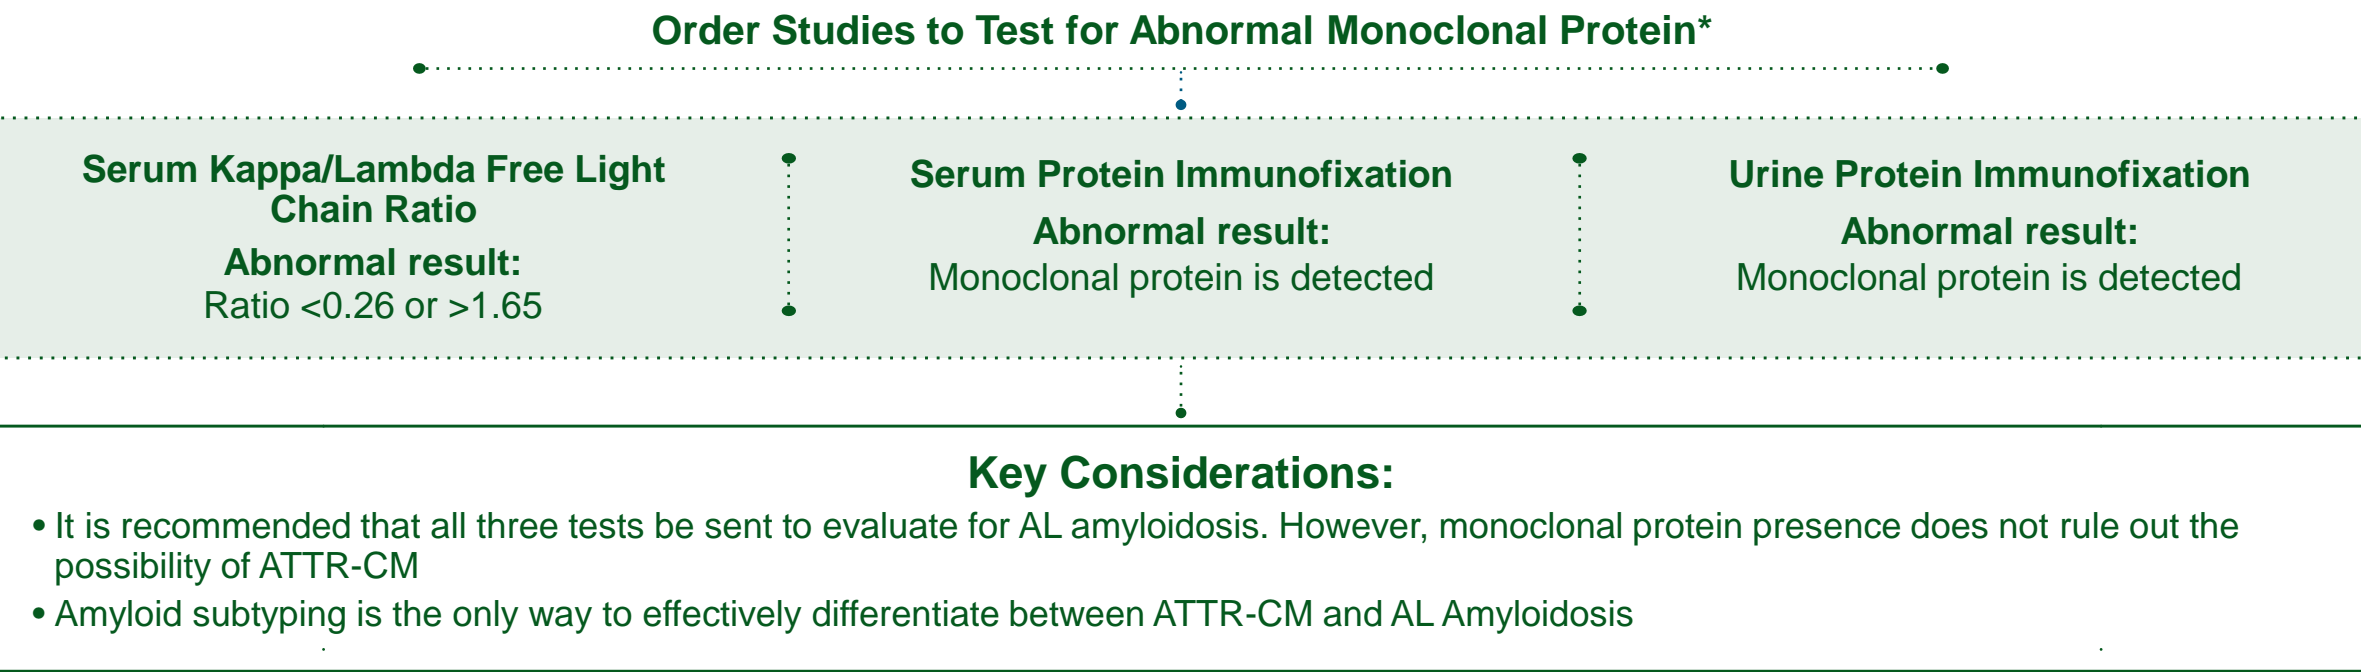 Order Studies to Test for Abnormal Monoclonal Protein*
Serum Kappa/Lambda Free Light
Chain Ratio
Abnormal result:
Ratio <0.26 or >1.65
Serum Protein Immunofixation
Abnormal result:
Monoclonal protein is detected
Urine Protein Immunofixation
Abnormal result:
Monoclonal protein is detected
Key Considerations:
• It is recommended that all three tests be sent to evaluate for AL amyloidosis. However, monoclonal protein presence does not rule out the
possibility of ATTR-CM
• Amyloid subtyping is the only way to effectively differentiate between ATTR-CM and AL Amyloidosis